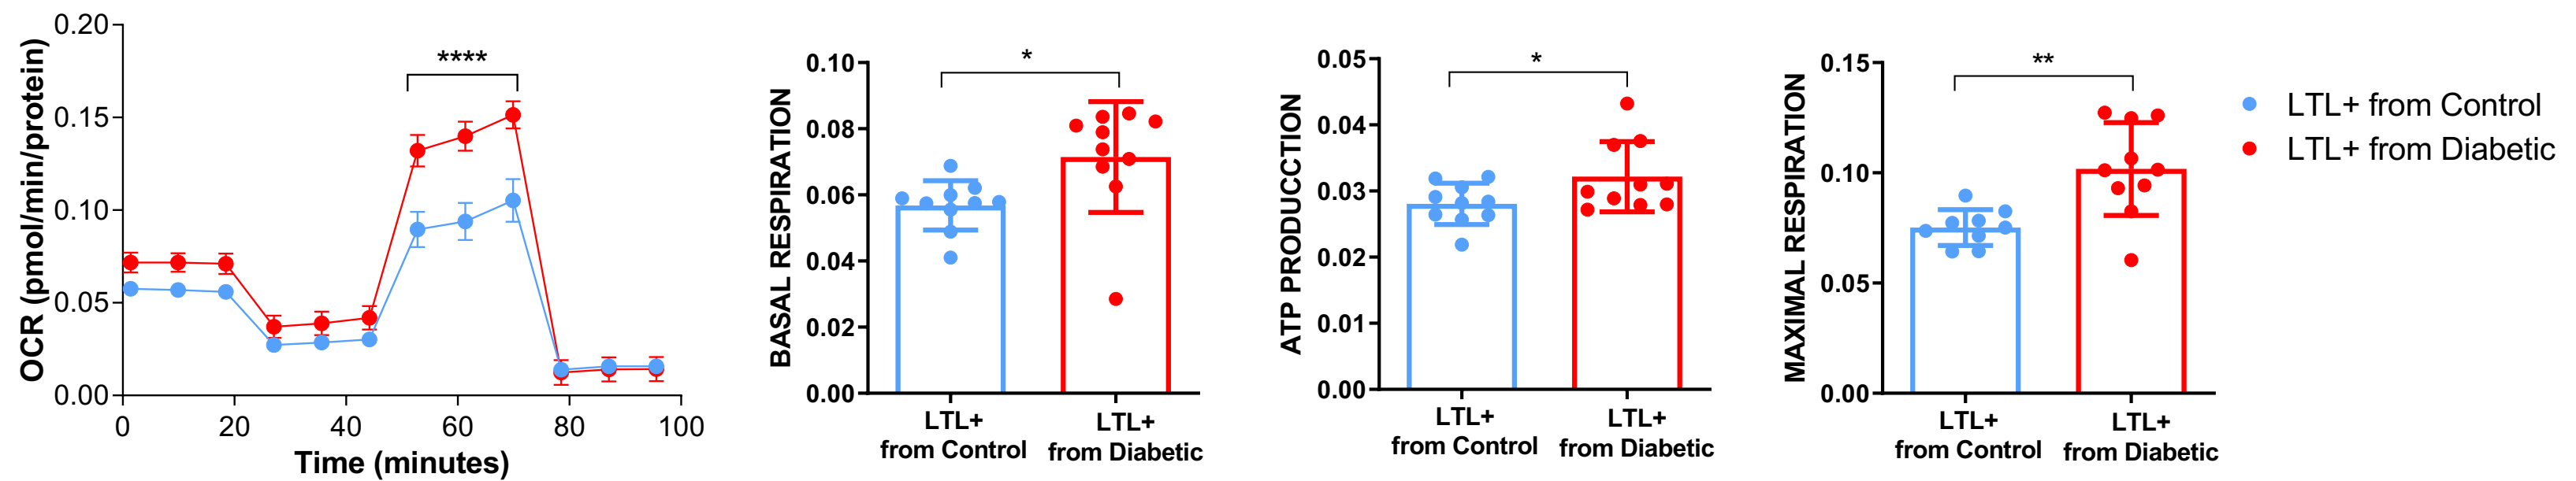 OCR (pmol/min/protein)
0.20
0.15
0.10
0.05
0.00
****
0 20 40 60 80 100
Time (minutes)
BASAL RESPIRATION
0.10
0.08
0.06
0.04
0.02
0.00
*
LTL+ LTL+
from Control from Diabetic
ATP PRODUCCTION
0.05
0.04
0.03
0.02
0.01
0.00
*
LTL+ LTL+
from Control from Diabetic
MAXIMAL RESPIRATION
0.15
0.10
0.05
0.00
**
LTL+ LTL+
from Control from Diabetic
LTL+ from Control
LTL+ from Diabetic